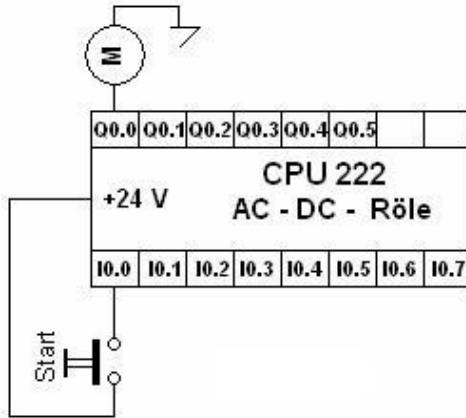 M
Q0.0 Q0.1 Q0.2 Q0.3 Q0.4 Q0.5
CPU 222
+24 V
AC - DC - Röle
I0.0 I0.1 I0.2 I0.3 I0.4 I0.5 I0.6 I0.7
Start